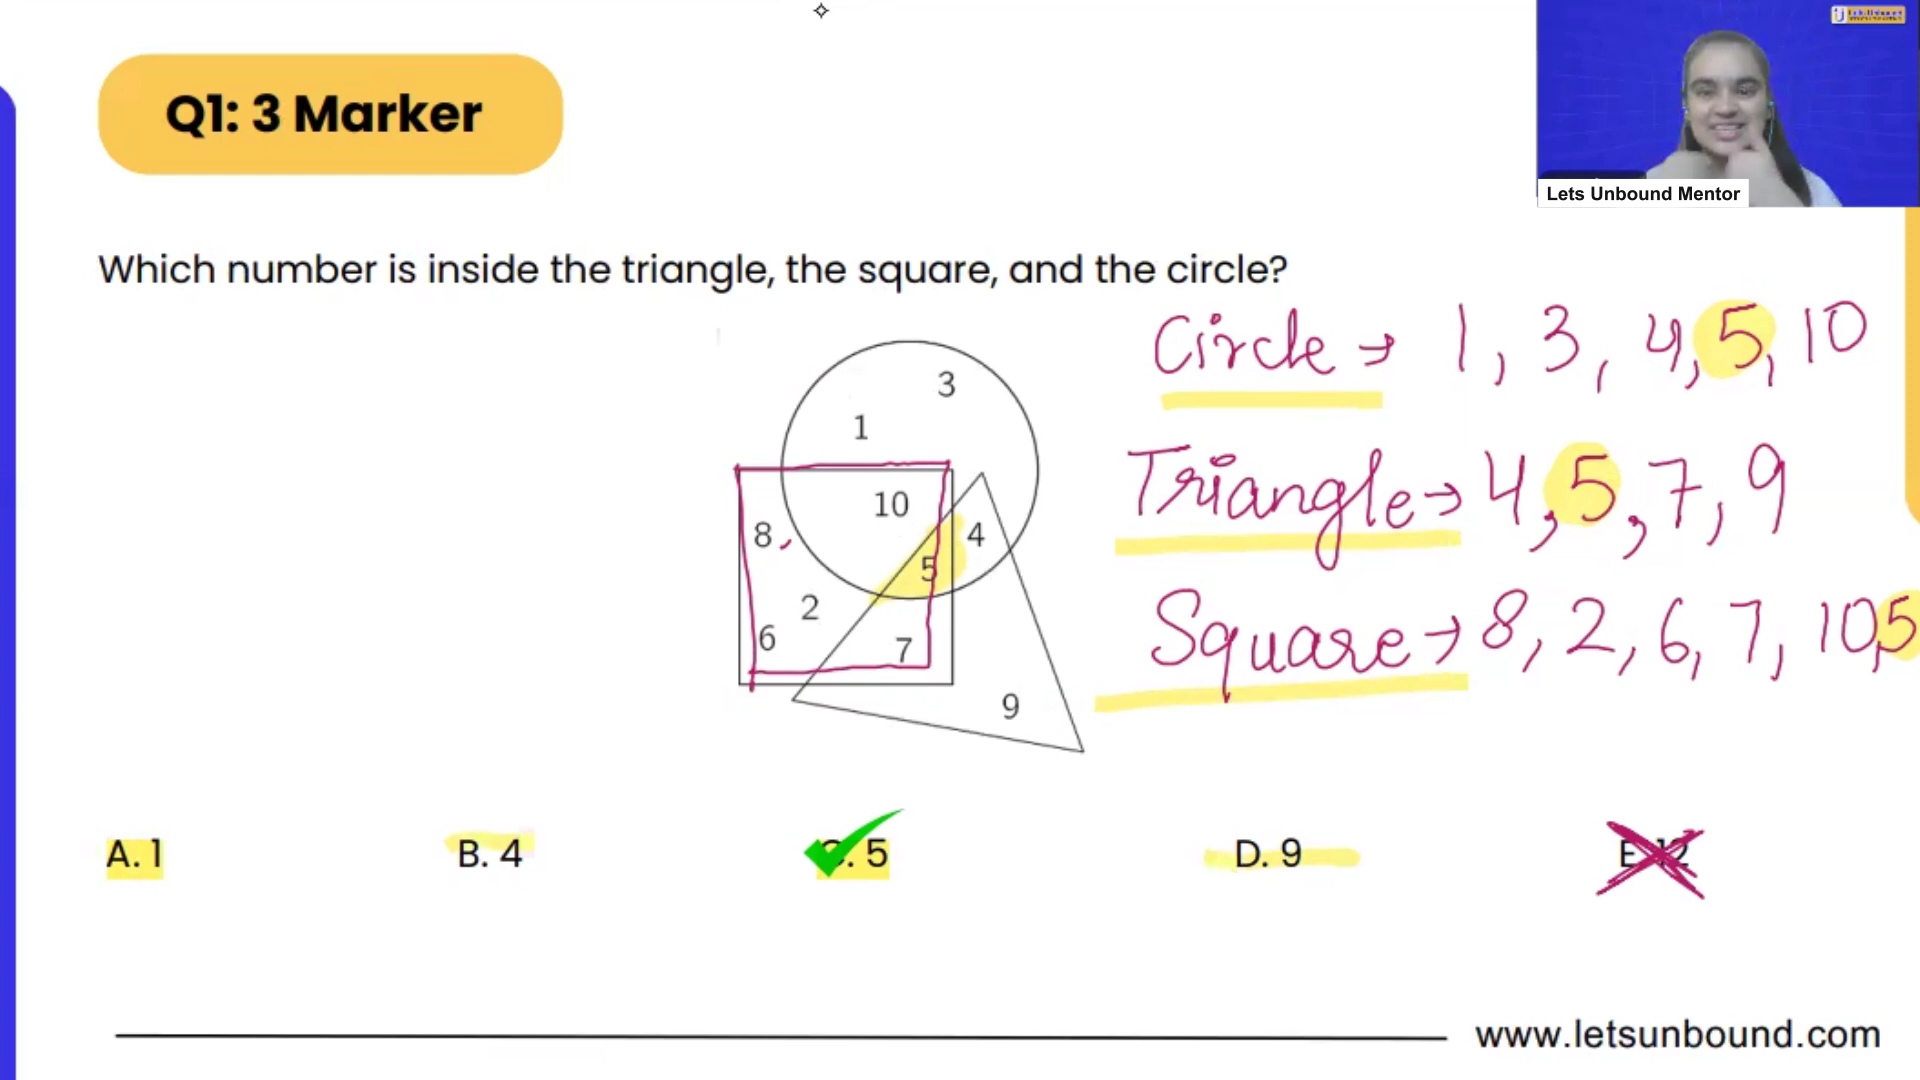 Q1: 3 Marker
Lets Unbound Mentor
Which number is inside the triangle, the square, and the circle?
3
1
10
8,
4
5
2
6
7
9
Circle → 1, 3, 4, 5, 10
Triangle → 4, 5, 7, 9
Square → 8, 2, 6, 7, 10, 5
A. 1
B. 4
C. 5
D. 9
E. 12
www.letsunbound.com